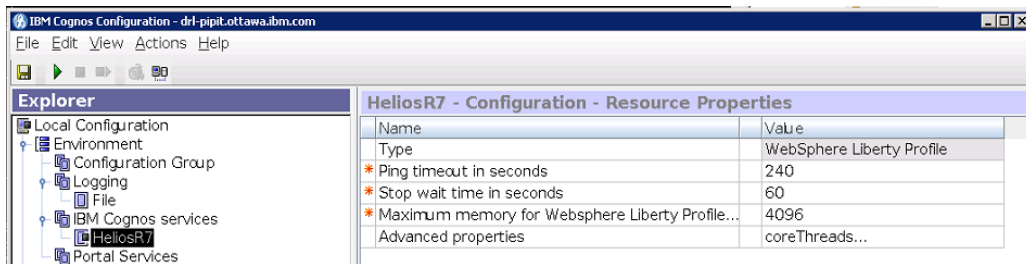 IBM Cognos Configuration - drl-pipit.ottawa.ibm.com
File Edit View Actions Help
Explorer
Local Configuration
Environment
Configuration Group
Logging
File
IBM Cognos services
HeliosR7
Portal Services
HeliosR7 - Configuration - Resource Properties
Name Value
Type WebSphere Liberty Profile
* Ping timeout in seconds 240
* Stop wait time in seconds 60
* Maximum memory for Websphere Liberty Profile... 4096
Advanced properties coreThreads...